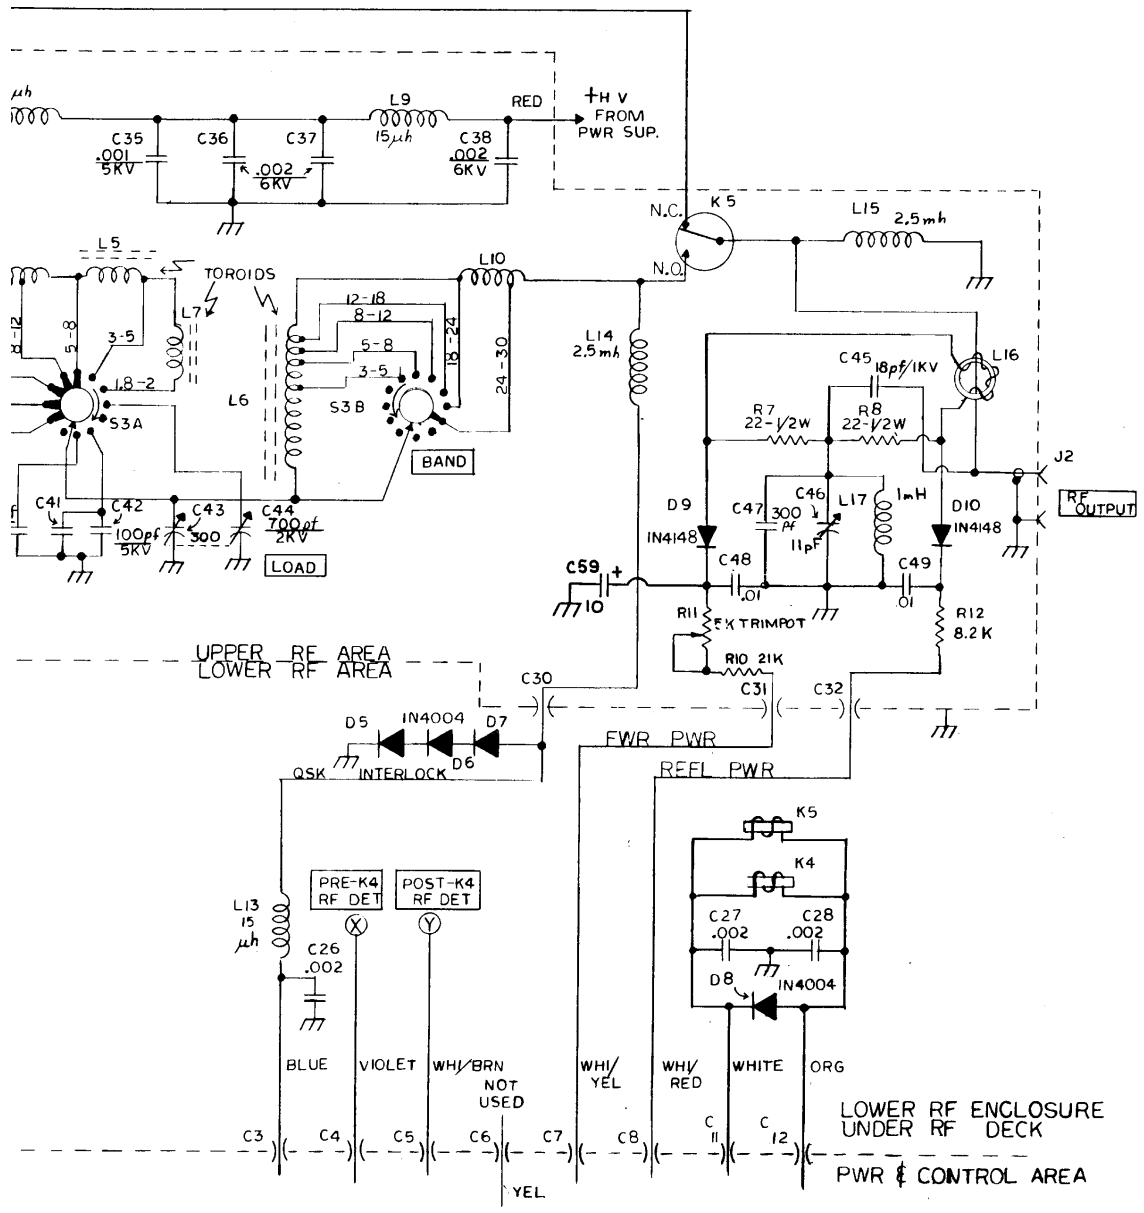 μh
L9
15μh
RED
+HV
FROM
PWR SUP.
C35
.001
5KV
C36
C37
.002
6KV
C38
.002
6KV
N.C.
K5
N.O.
L15
2.5mh
L5
TOROIDS
L7
L10
12-18
8-12
5-8
3-5
18-24
24-30
8-12
5-8
3-5
1.8-2
S3A
L6
S3B
BAND
L14
2.5mh
C45
18pf/1KV
L16
R7
22-1/2W
R8
22-1/2W
J2
RF
OUTPUT
C41
C42
100pf
5KV
C43
300
C44
700pf
2KV
LOAD
D9
1N4148
C47
300
Pf
C46
11pF
L17
1mH
D10
1N4148
C59
+
10
C48
.01
C49
.01
R11
5K TRIMPOT
R12
8.2K
R10 21K
UPPER RF AREA
LOWER RF AREA
C30
C31
C32
D5
1N4004
D7
D6
FWR PWR
QSK INTERLOCK
REFL PWR
K5
K4
PRE-K4
RF DET
POST-K4
RF DET
X
Y
L13
15
μh
C26
.002
C27
.002
C28
.002
D8
1N4004
BLUE
VIOLET
WHI/BRN
NOT
USED
WHI/
YEL
WHI/
RED
WHITE
ORG
LOWER RF ENCLOSURE
UNDER RF DECK
C3
C4
C5
C6
C7
C8
C
11
C
12
PWR & CONTROL AREA
YEL